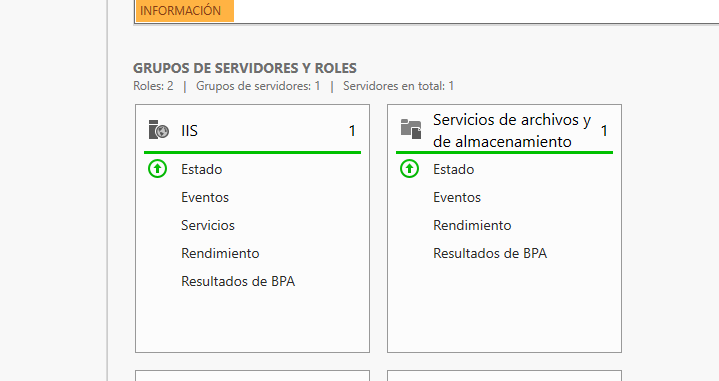 INFORMACIÓN
GRUPOS DE SERVIDORES Y ROLES
Roles: 2 | Grupos de servidores: 1 | Servidores en total: 1
IIS 1
Estado
Eventos
Servicios
Rendimiento
Resultados de BPA
Servicios de archivos y
de almacenamiento 1
Estado
Eventos
Rendimiento
Resultados de BPA